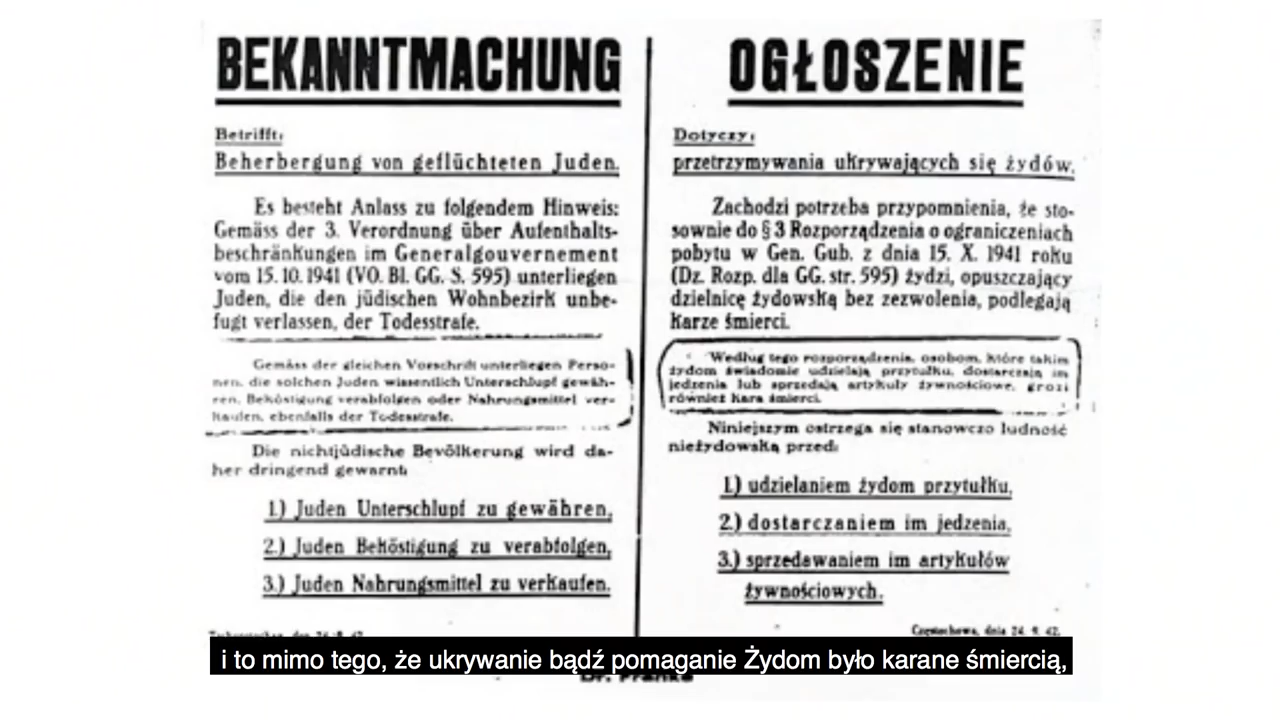 BEKANNTMACHUNG
Betrifft:
Beherbergung von geflüchteten Juden.
Es besteht Anlass zu folgendem Hinweis:
Gemäss der 3. Verordnung über Aufenthalts-
beschränkungen im Generalgouvernement
vom 15. 10. 1941 (VO. Bl. GG. S. 595) unterliegen
Juden, die den jüdischen Wohnbezirk unbe-
fugt verlassen, der Todesstrafe.
Gemäss der gleichen Vorschrift unterliegen Perso-
nen, die solchen Juden wissentlich Unterschlupf gewäh-
ren, Beköstigung verabfolgen oder Nahrungsmittel ver-
kaufen, ebenfalls der Todesstrafe.
Die nichtjüdische Bevölkerung wird da-
her dringend gewarnt:
1.) Juden Unterschlupf zu gewähren,
2.) Juden Beköstigung zu verabfolgen,
3.) Juden Nahrungsmittel zu verkaufen.
OGŁOSZENIE
Dotyczy:
przetrzymywania ukrywających się żydów.
Zachodzi potrzeba przypomnienia, że sto-
sownie do § 3 Rozporządzenia o ograniczeniach
pobytu w Gen. Gub. z dnia 15. X. 1941 roku
(Dz. Rozp. dla GG. str. 595) żydzi, opuszczający
dzielnicę żydowską bez zezwolenia, podlegają
karze śmierci.
Według tego rozporządzenia, osobom, które takim
żydom świadomie udzielają przytułku, dostarczają im
jedzenia lub sprzedają artykuły żywnościowe, grozi
również kara śmierci.
Niniejszym ostrzega się stanowczo ludność
nieżydowską przed:
1.) udzielaniem żydom przytułku,
2.) dostarczaniem im jedzenia,
3.) sprzedawaniem im artykułów
żywnościowych.
Częstochowa, dnia 24. 9. 42.
i to mimo tego, że ukrywanie bądź pomaganie Żydom było karane śmiercią,